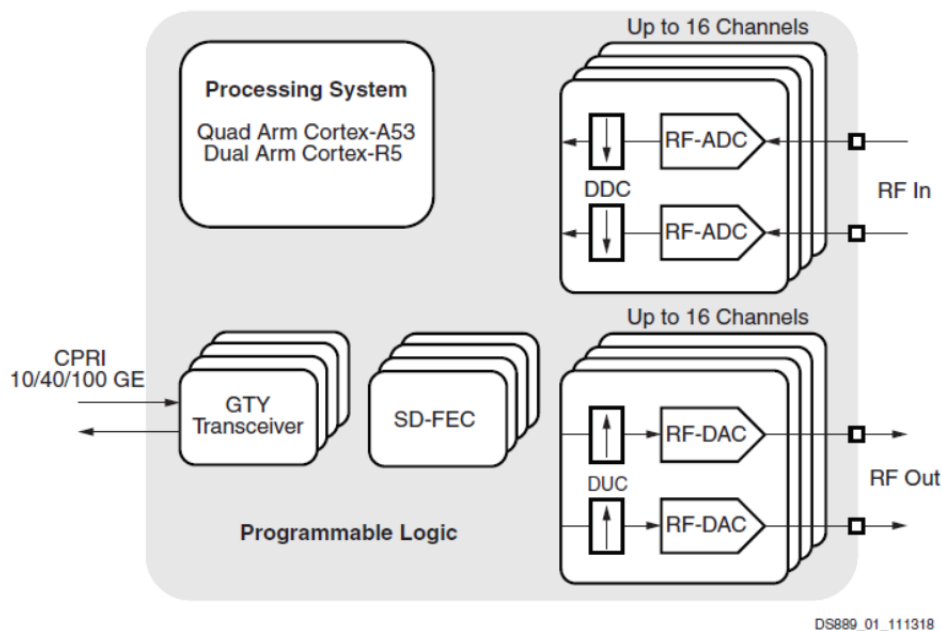 Up to 16 Channels
Processing System
Quad Arm Cortex-A53
Dual Arm Cortex-R5
RF-ADC
DDC
RF In
RF-ADC
Up to 16 Channels
CPRI
10/40/100 GE
GTY
Transceiver
SD-FEC
RF-DAC
DUC
RF Out
RF-DAC
Programmable Logic
DS889_01_111318